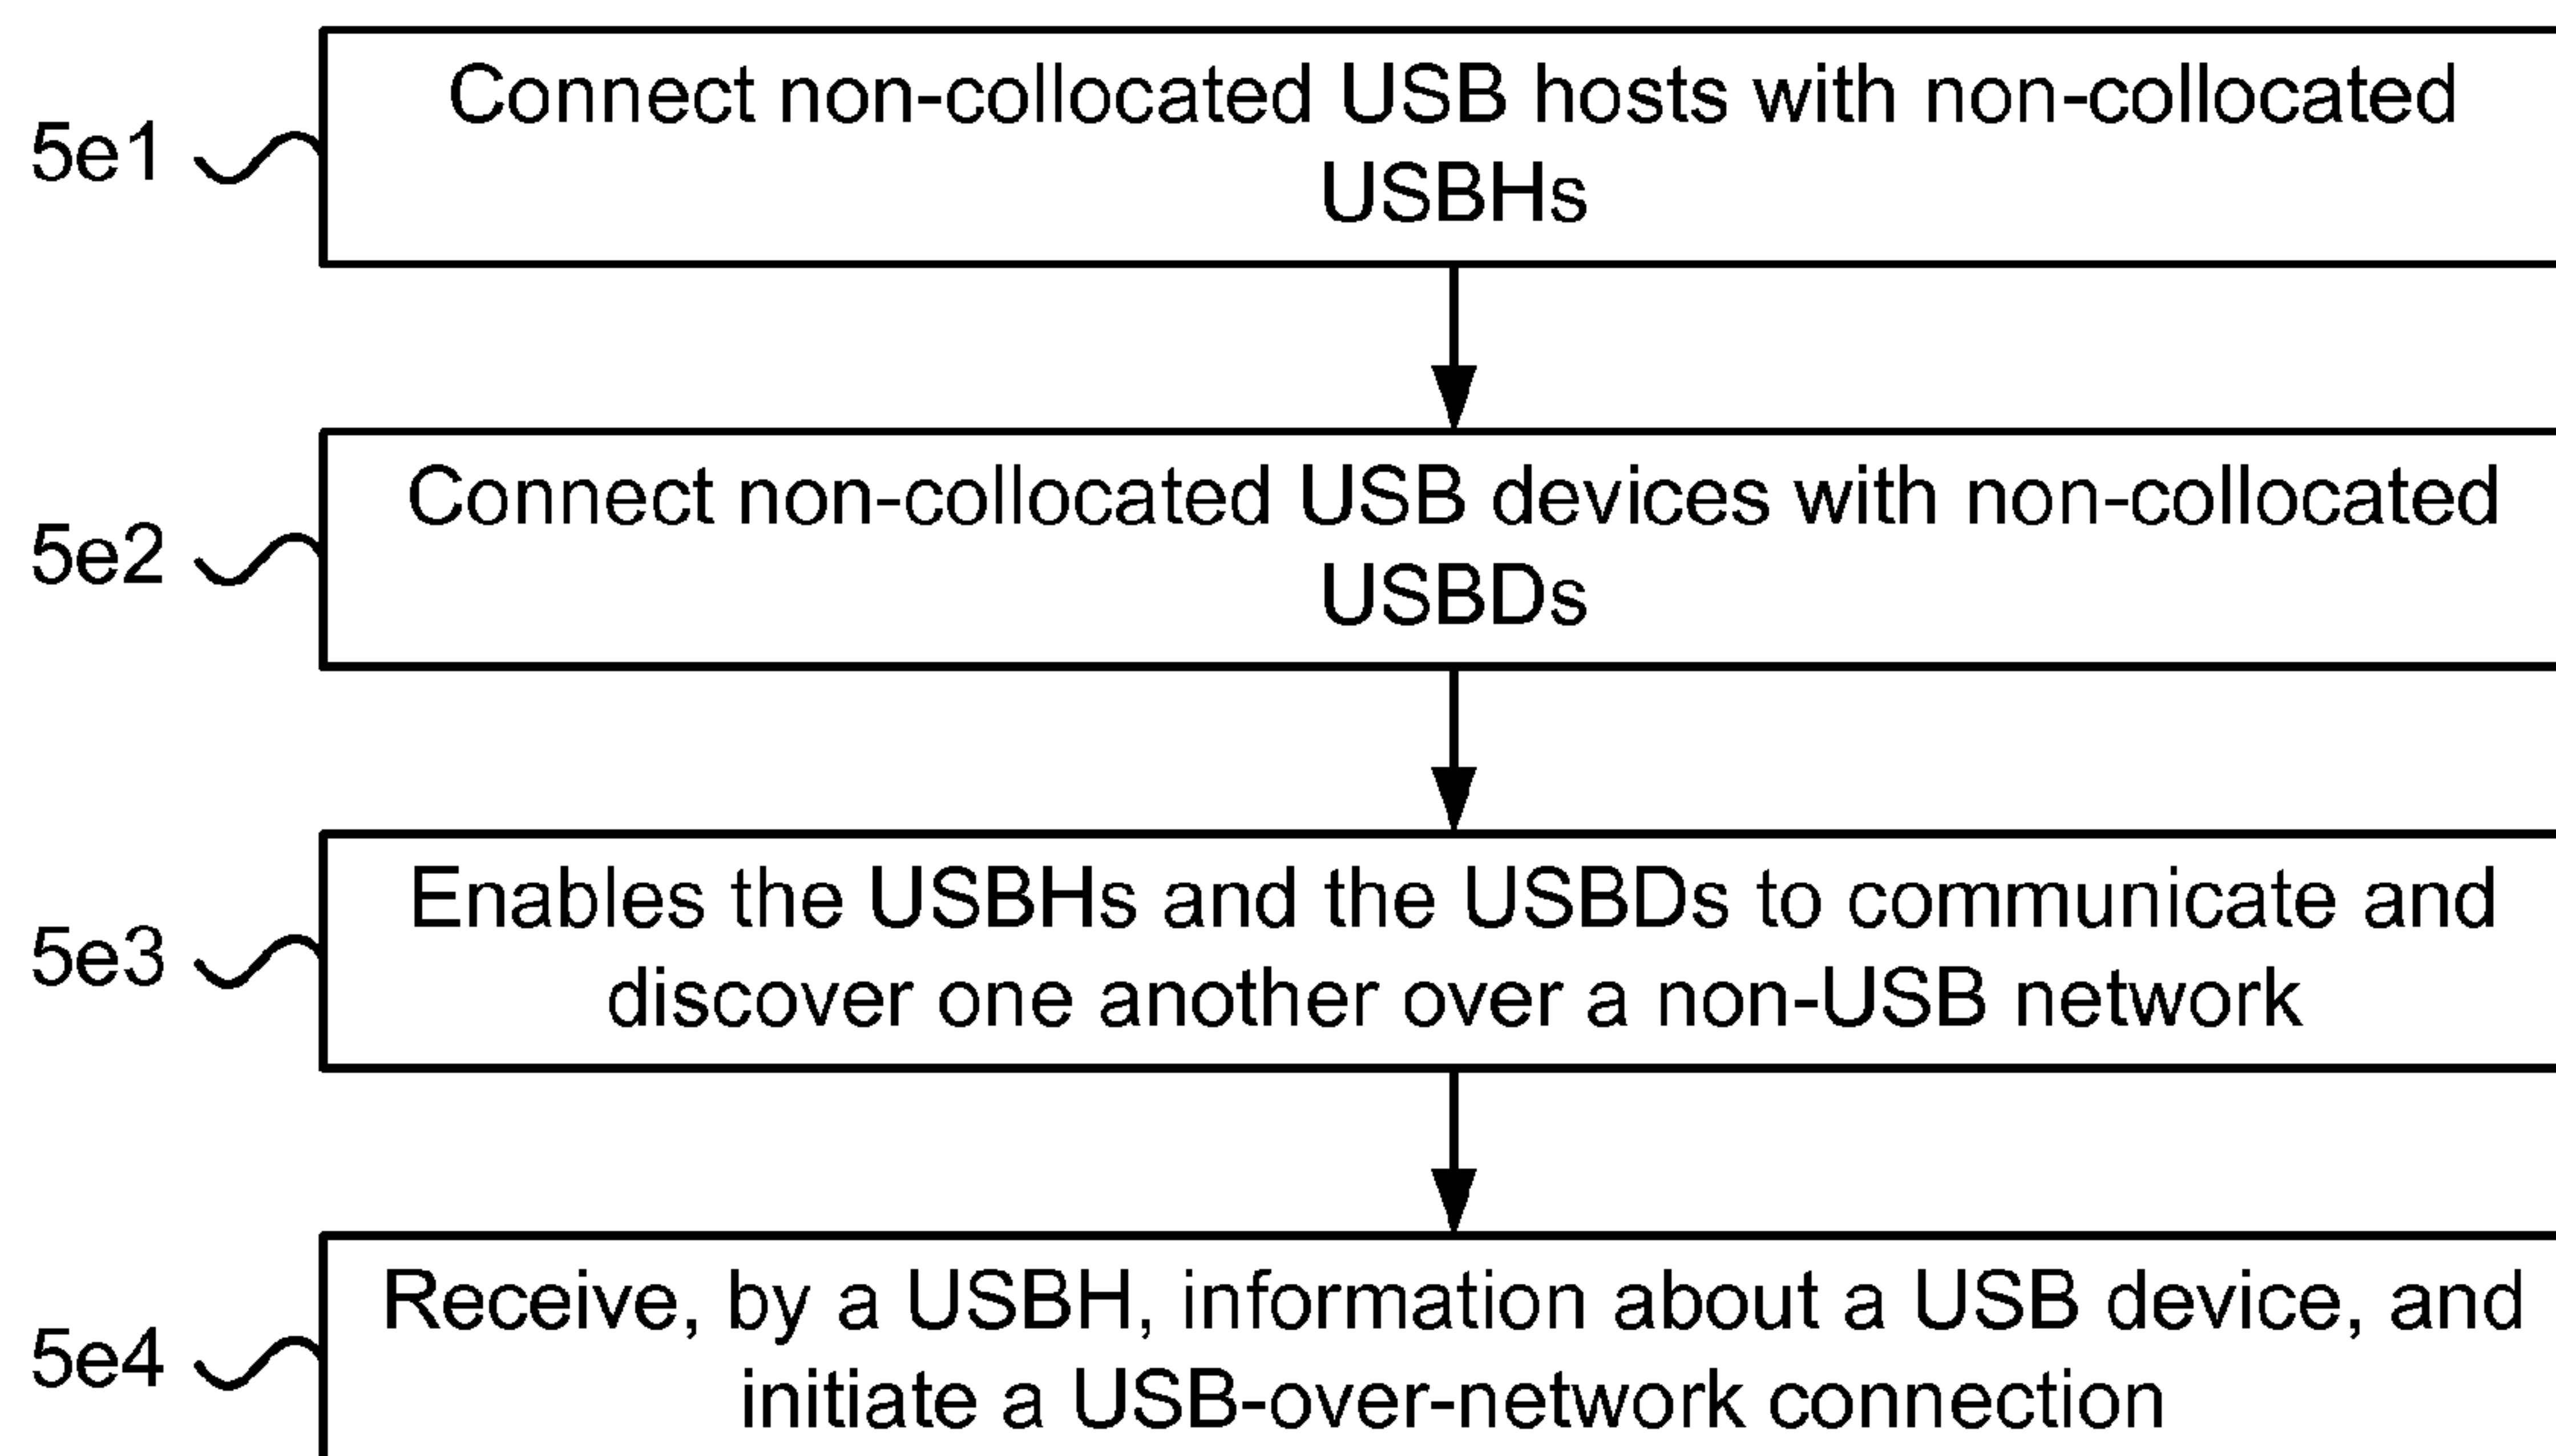 5e1
Connect non-collocated USB hosts with non-collocated
USBHs
5e2
Connect non-collocated USB devices with non-collocated
USBDs
5e3
Enables the USBHs and the USBDs to communicate and
discover one another over a non-USB network
5e4
Receive, by a USBH, information about a USB device, and
initiate a USB-over-network connection